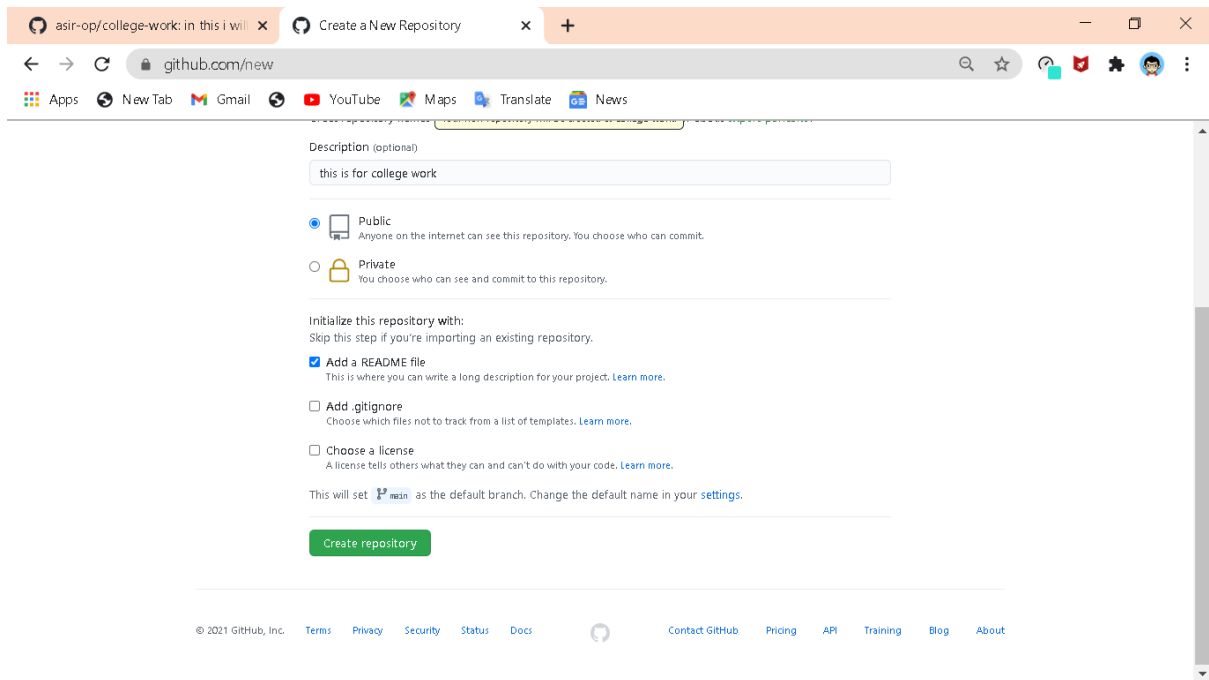 asir-op/college-work: in this i wil
Create a New Repository
github.com/new
Apps New Tab Gmail YouTube Maps Translate News
Description (optional)
this is for college work
Public
Anyone on the internet can see this repository. You choose who can commit.
Private
You choose who can see and commit to this repository.
Initialize this repository with:
Skip this step if you're importing an existing repository.
Add a README file
This is where you can write a long description for your project. Learn more.
Add .gitignore
Choose which files not to track from a list of templates. Learn more.
Choose a license
A license tells others what they can and can't do with your code. Learn more.
This will set main as the default branch. Change the default name in your settings.
Create repository
© 2021 GitHub, Inc. Terms Privacy Security Status Docs Contact GitHub Pricing API Training Blog About